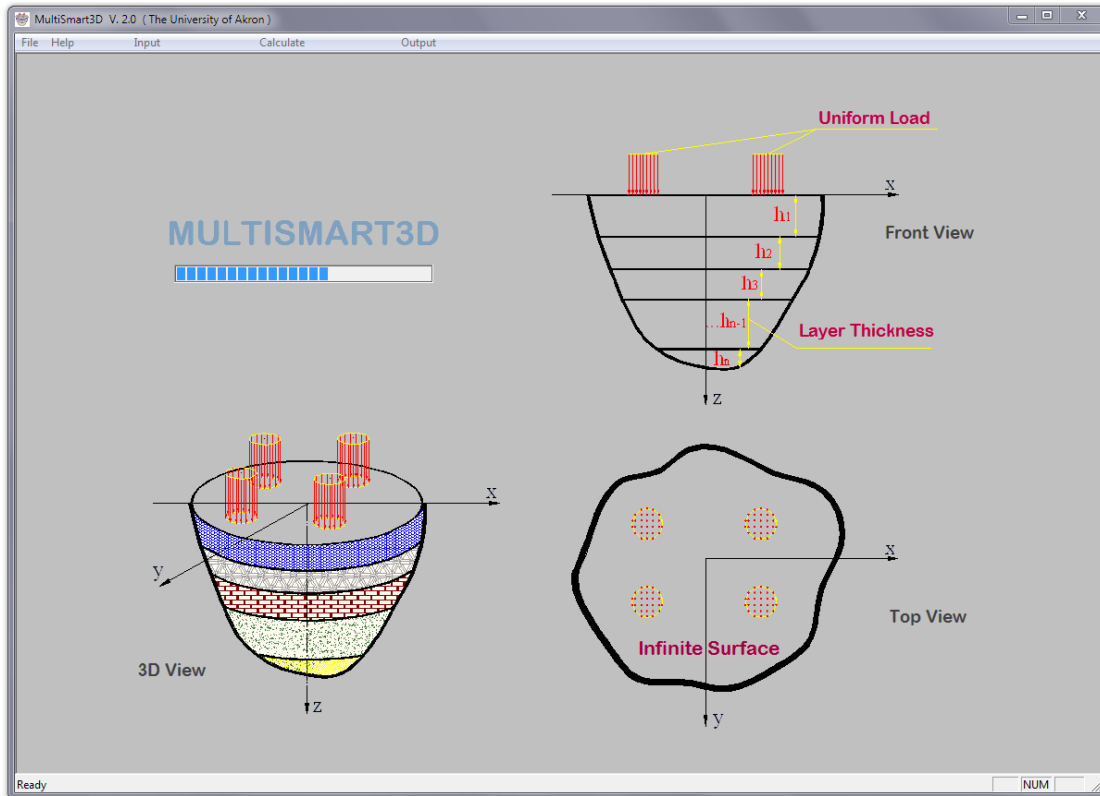 MultiSmart3D V. 2.0 ( The University of Akron )
File Help Input Calculate Output
Uniform Load
x
h1
MULTISMART3D
Front View
h2
h3
...hn-1
Layer Thickness
hn
z
x
y
3D View
z
x
Top View
Infinite Surface
y
Ready
NUM